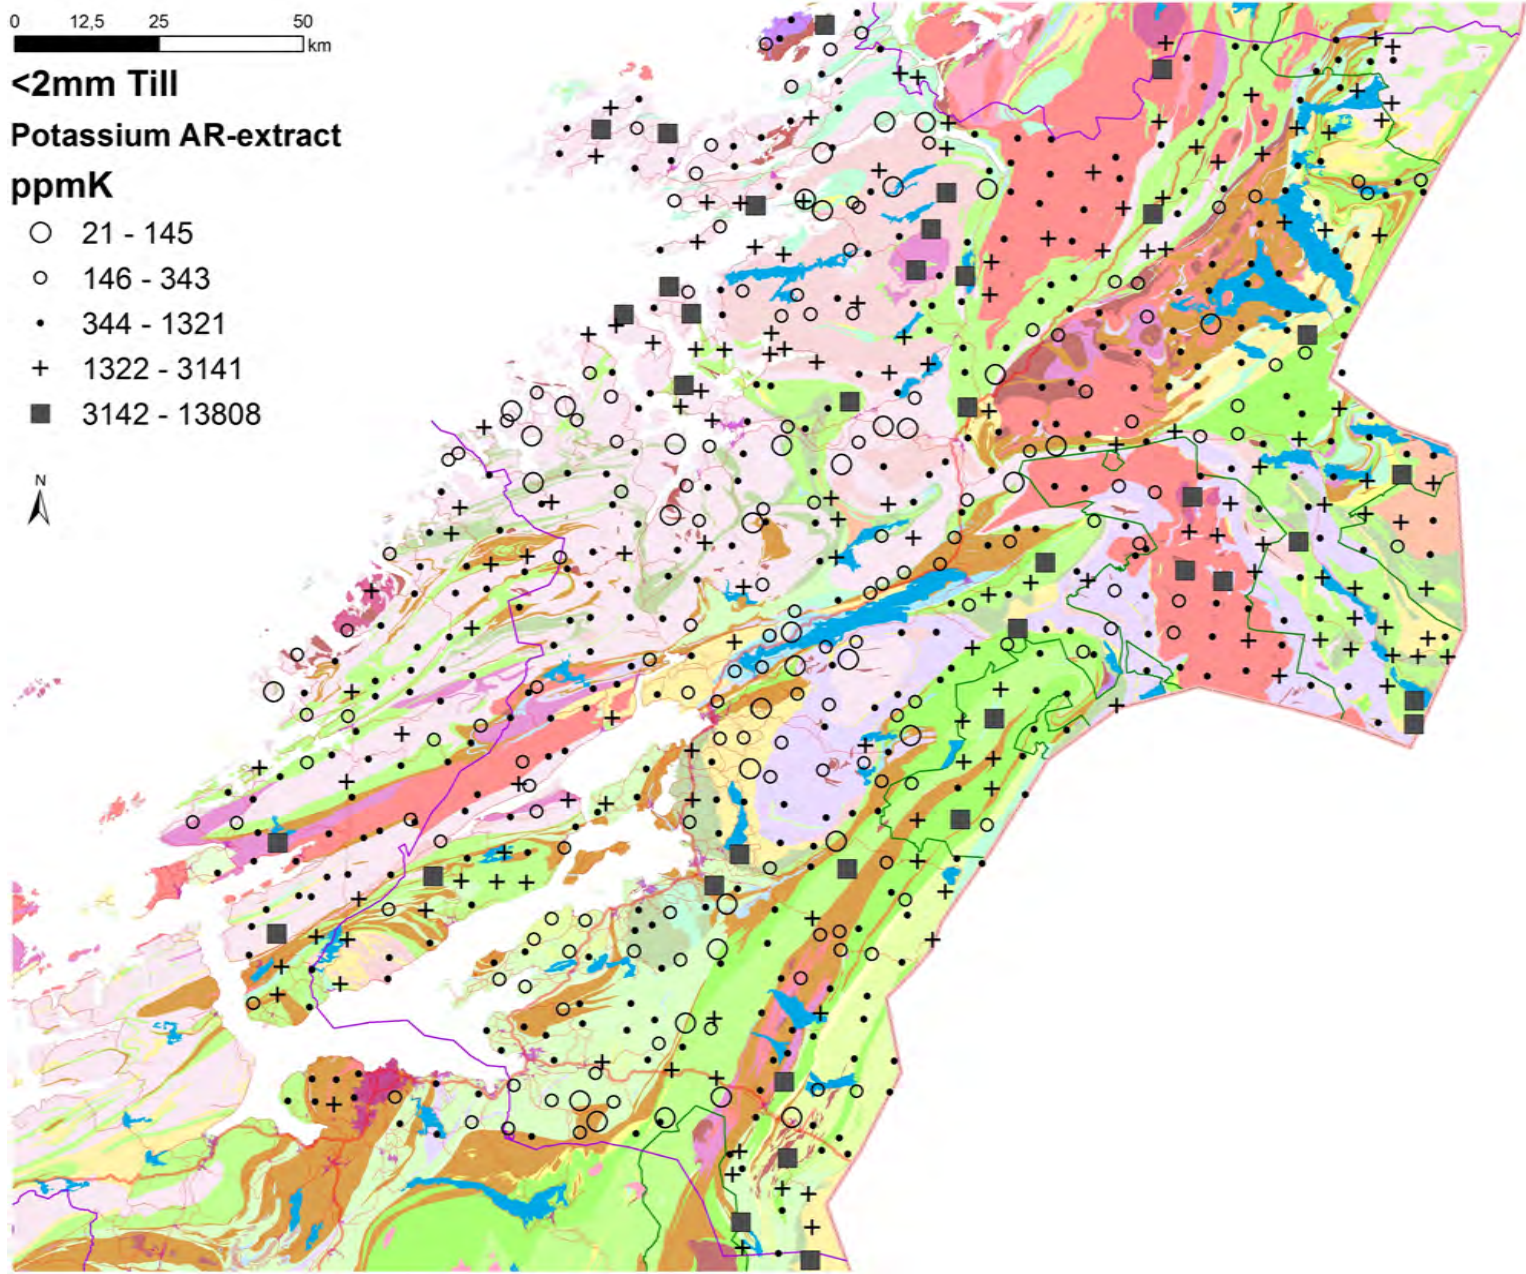 0 12,5 25 50
km
<2mm Till
Potassium AR-extract
ppmK
21 - 145
146 - 343
344 - 1321
1322 - 3141
3142 - 13808
N